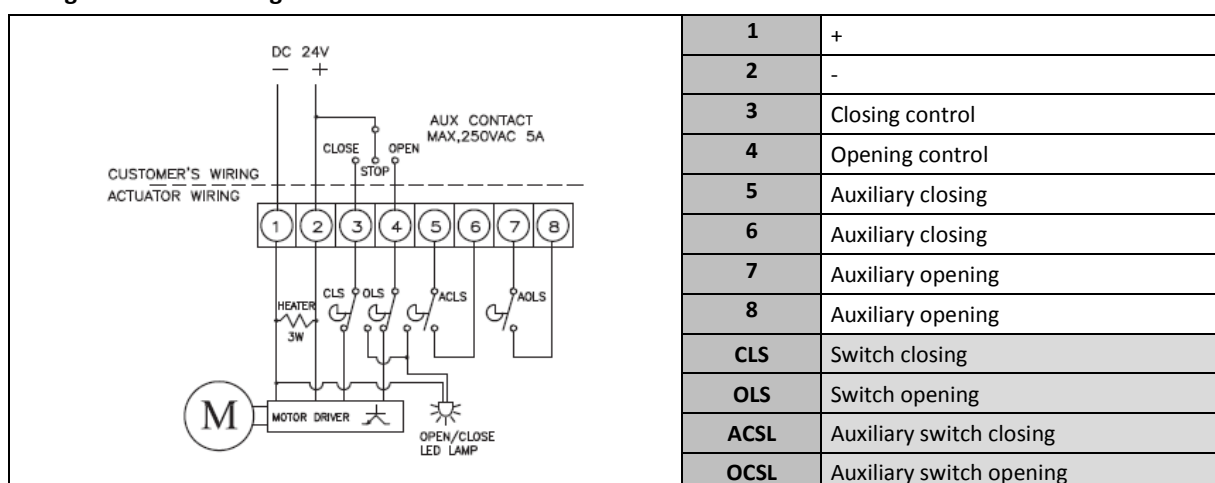 DC 24V
— +
AUX CONTACT
MAX,250VAC 5A
CLOSE OPEN
STOP
CUSTOMER'S WIRING
ACTUATOR WIRING
1 2 3 4 5 6 7 8
CLS OLS ACLS AOLS
HEATER
3W
M
MOTOR DRIVER
OPEN/CLOSE
LED LAMP
1 +
2 -
3 Closing control
4 Opening control
5 Auxiliary closing
6 Auxiliary closing
7 Auxiliary opening
8 Auxiliary opening
CLS Switch closing
OLS Switch opening
ACSL Auxiliary switch closing
OCSL Auxiliary switch opening